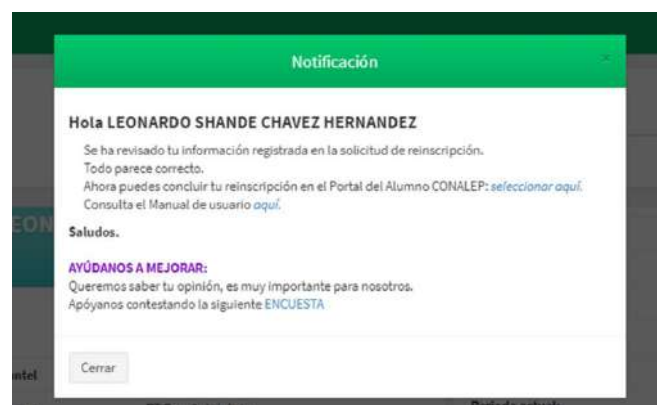 Notificación
×
Hola LEONARDO SHANDE CHAVEZ HERNANDEZ
Se ha revisado tu información registrada en la solicitud de reinscripción.
Todo parece correcto.
Ahora puedes concluir tu reinscripción en el Portal del Alumno CONALEP: seleccionar aquí.
Consulta el Manual de usuario aquí.
Saludos.
EON
AYÚDANOS A MEJORAR:
Queremos saber tu opinión, es muy importante para nosotros.
Apóyanos contestando la siguiente ENCUESTA
Cerrar
ntel